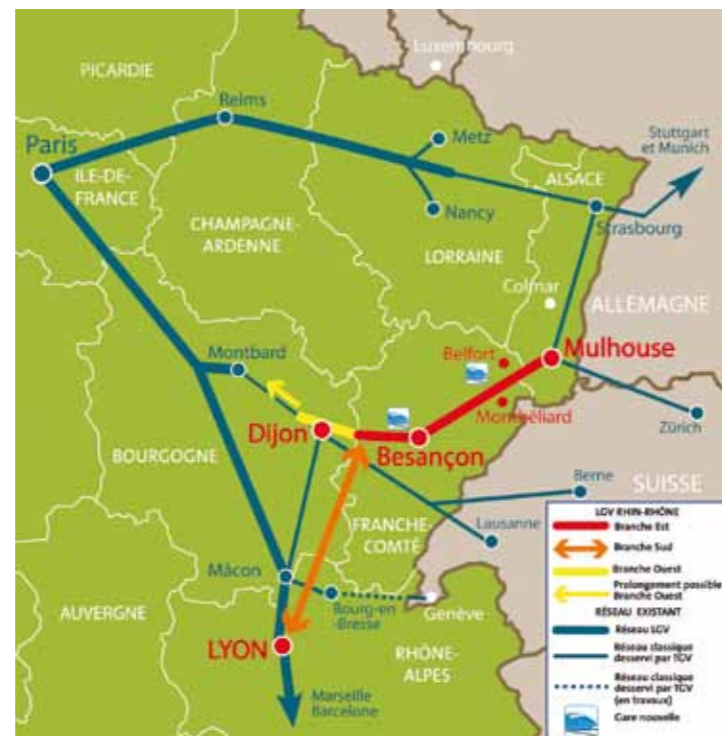 Luxembourg
PICARDIE
Reims
Metz
Paris
Stuttgart
et Munich
ILE-DE-
FRANCE
ALSACE
Nancy
CHAMPAGNE-
ARDENNE
Strasbourg
LORRAINE
Colmar
ALLEMAGNE
Montbard
Belfort
Mulhouse
Montbéliard
Dijon
Zürich
BOURGOGNE
Besançon
Berne
SUISSE
FRANCHE-
COMTÉ
Lausanne
Mâcon
Bourg-en
-Bresse
Genève
AUVERGNE
LYON
RHÔNE-
ALPES
Marseille
Barcelone
LGV RHIN-RHÔNE
Branche Est
Branche Sud
Branche Ouest
Prolongement possible
Branche Ouest
RÉSEAU EXISTANT
Réseau LGV
Réseau classique
desservi par TGV
Réseau classique
desservi par TGV
(en travaux)
Gare nouvelle